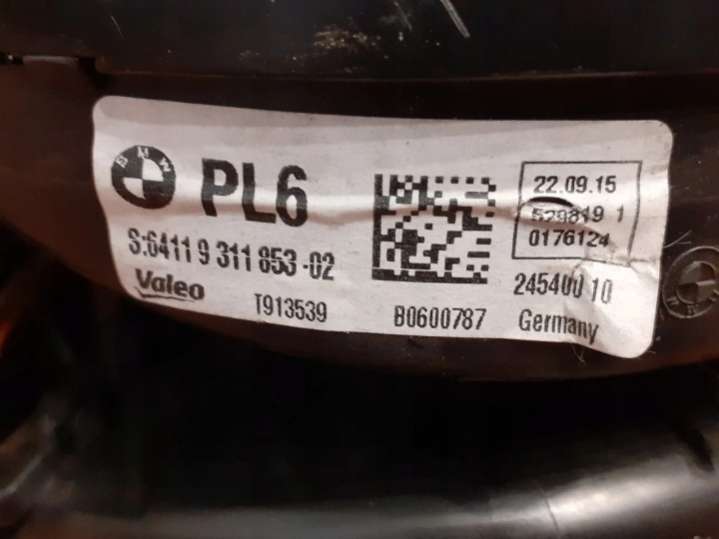 BMW PL6
S:6411 9 311 853-02
Valeo T913539 B0600787
22.09.15
529819 1
0176124
24540010
Germany